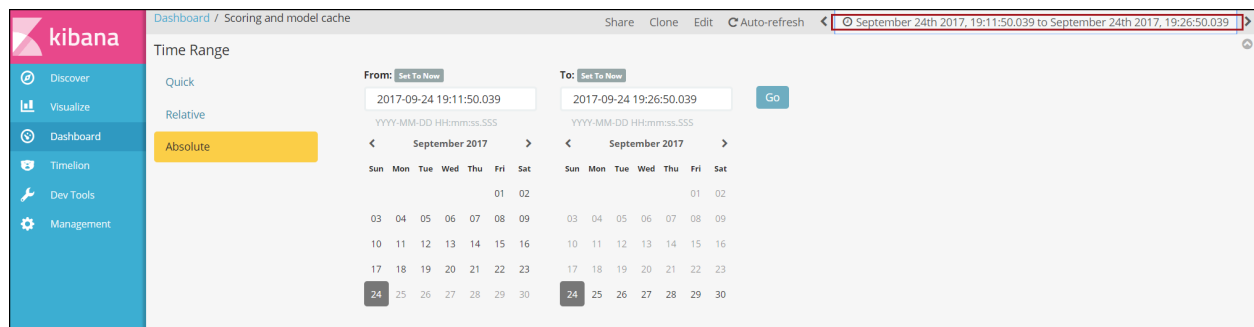 kibana
Discover
Visualize
Dashboard
Timelion
Dev Tools
Management
Dashboard / Scoring and model cache
Share Clone Edit Auto-refresh September 24th 2017, 19:11:50.039 to September 24th 2017, 19:26:50.039
Time Range
Quick
Relative
Absolute
From: Set To Now
2017-09-24 19:11:50.039
YYYY-MM-DD HH:mm:ss.SSS
September 2017
Sun Mon Tue Wed Thu Fri Sat
01 02
03 04 05 06 07 08 09
10 11 12 13 14 15 16
17 18 19 20 21 22 23
24 25 26 27 28 29 30
To: Set To Now
2017-09-24 19:26:50.039
YYYY-MM-DD HH:mm:ss.SSS
September 2017
Sun Mon Tue Wed Thu Fri Sat
01 02
03 04 05 06 07 08 09
10 11 12 13 14 15 16
17 18 19 20 21 22 23
24 25 26 27 28 29 30
Go